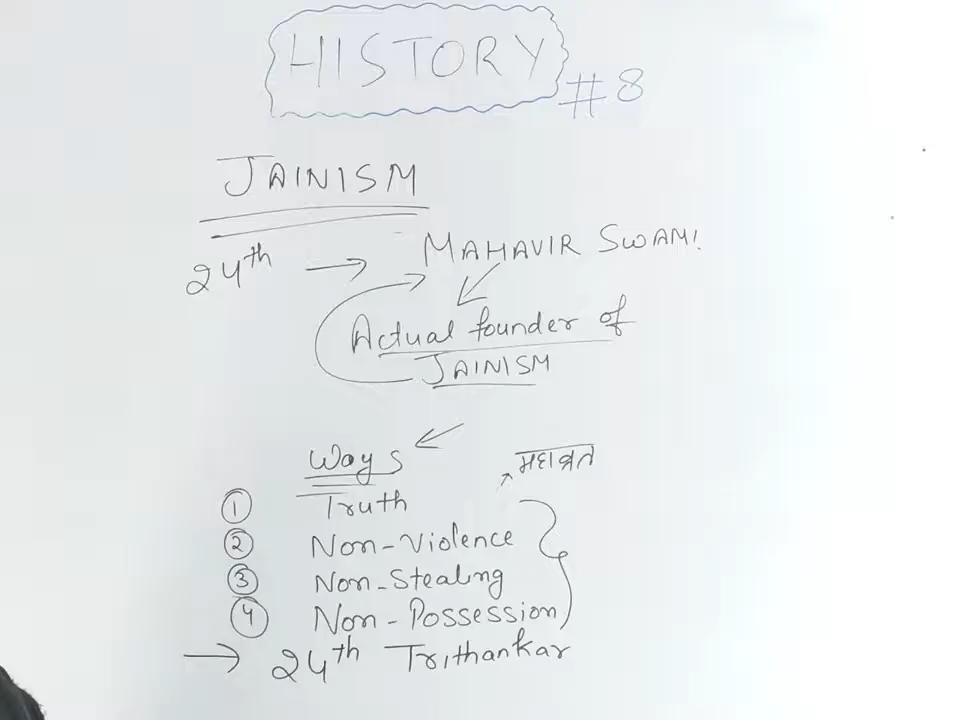 HISTORY #8
JAINISM
24th → MAHAVIR SWAMI
Actual founder of
JAINISM
Ways
महाव्रत
① Truth
② Non-Violence
③ Non-Stealing
④ Non-Possession
→ 24th Trithankar